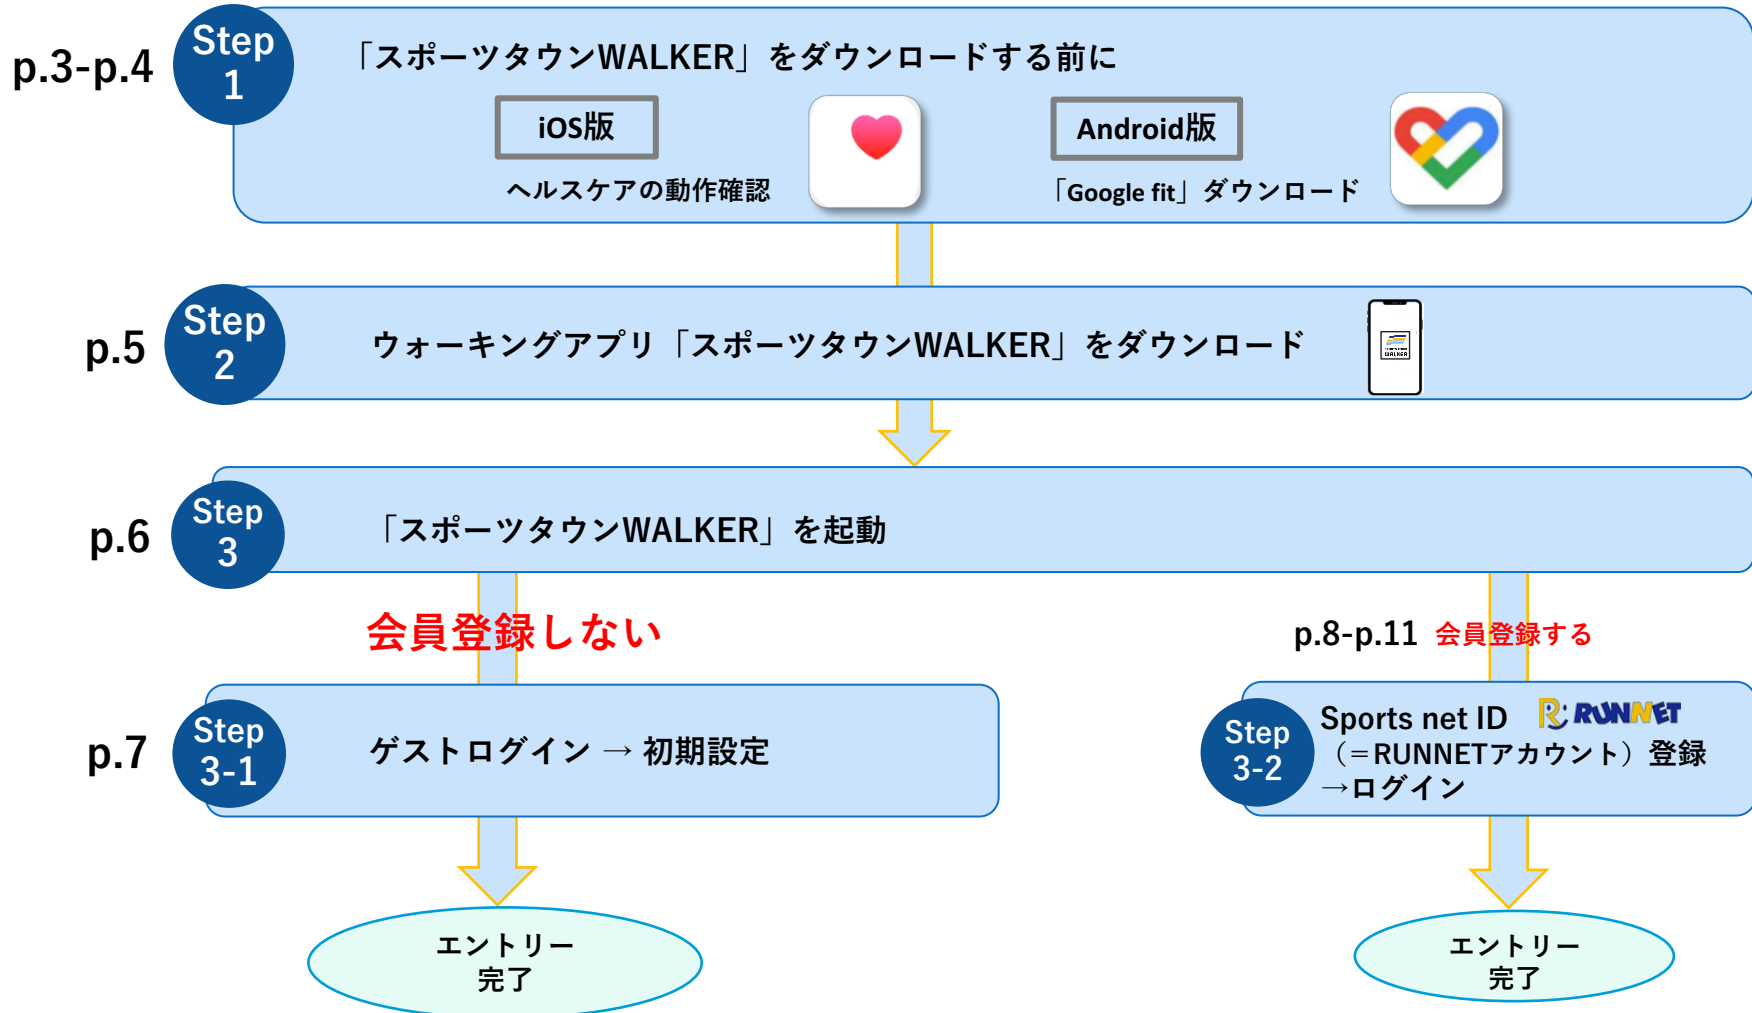 p.3-p.4
Step
1
「スポーツタウンWALKER」をダウンロードする前に
iOS版
Android版
ヘルスケアの動作確認
「Google fit」ダウンロード
p.5
Step
2
ウォーキングアプリ「スポーツタウンWALKER」をダウンロード
WALKER
p.6
Step
3
「スポーツタウンWALKER」を起動
会員登録しない
p.8-p.11 会員登録する
p.7
Step
3-1
ゲストログイン → 初期設定
Step
3-2
Sports net ID RUNNET
（=RUNNETアカウント）登録
→ログイン
エントリー
完了
エントリー
完了